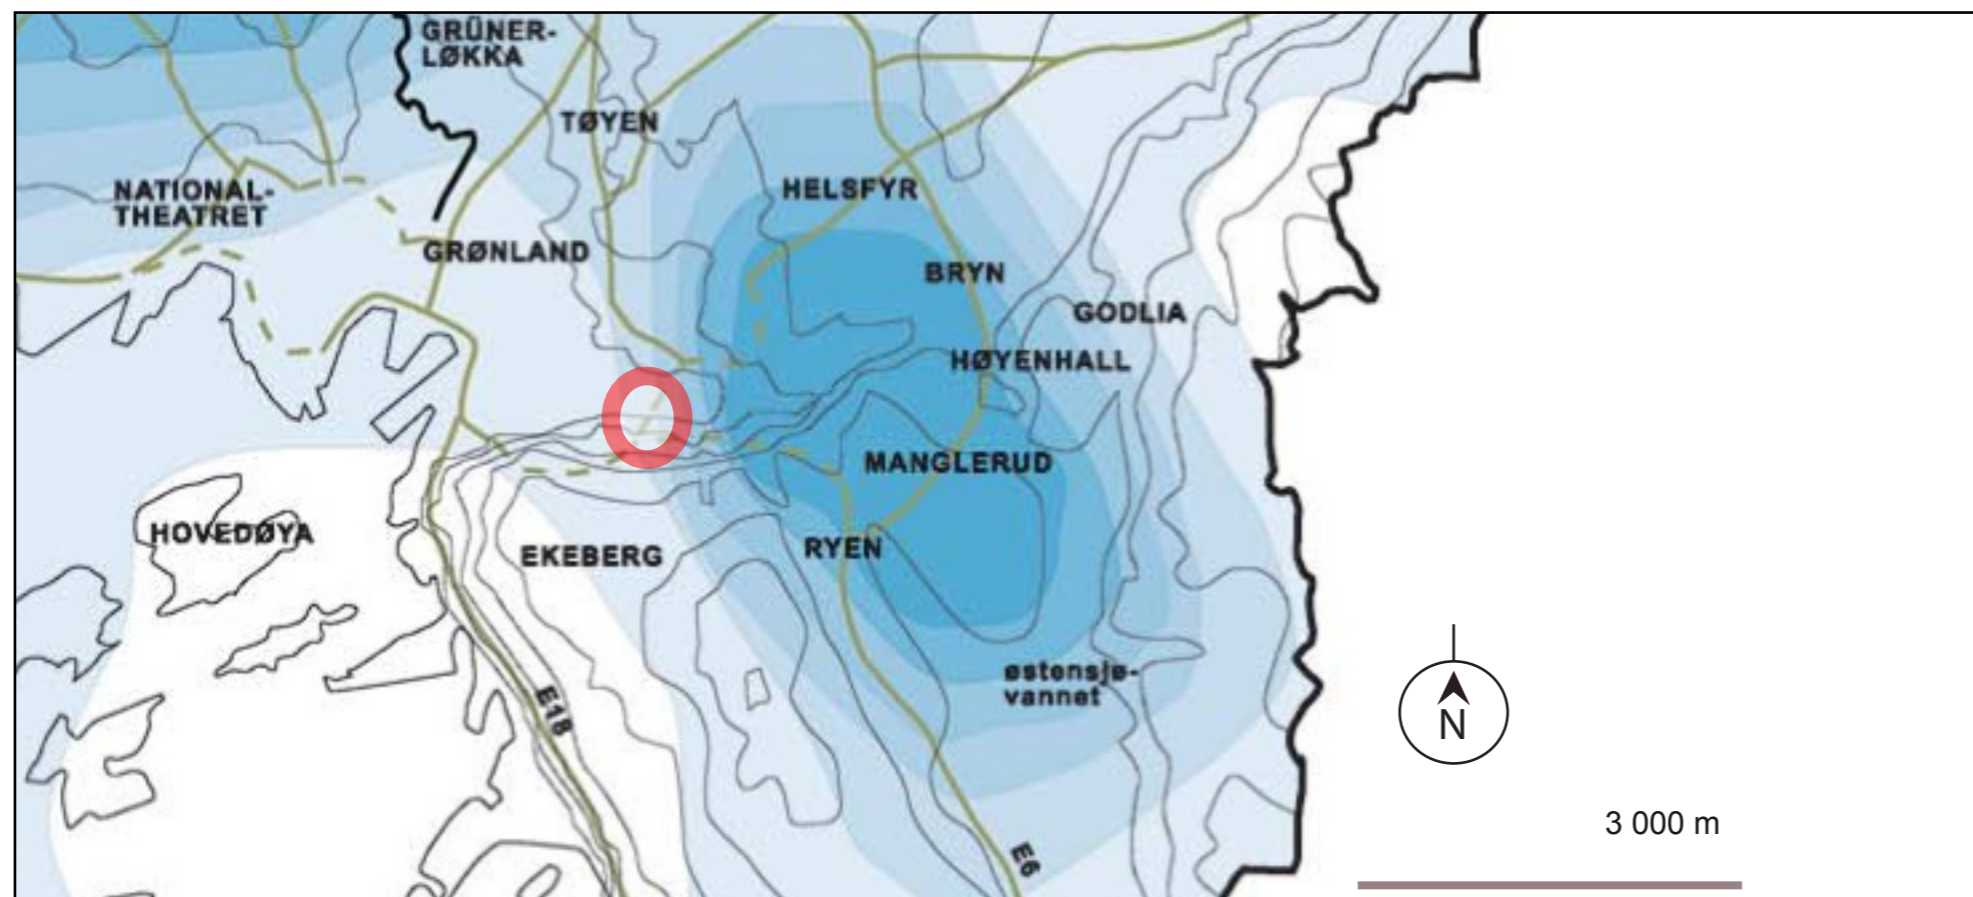 GRÜNER-
LØKKA
TØYEN
HELSFYR
NATIONAL-
THEATRET
GRØNLAND
BRYN
GODLIA
HØYENHALL
MANGLERUD
HOVEDØYA
EKEBERG
RYEN
østensjø-
vannet
E18
N
3 000 m
E6